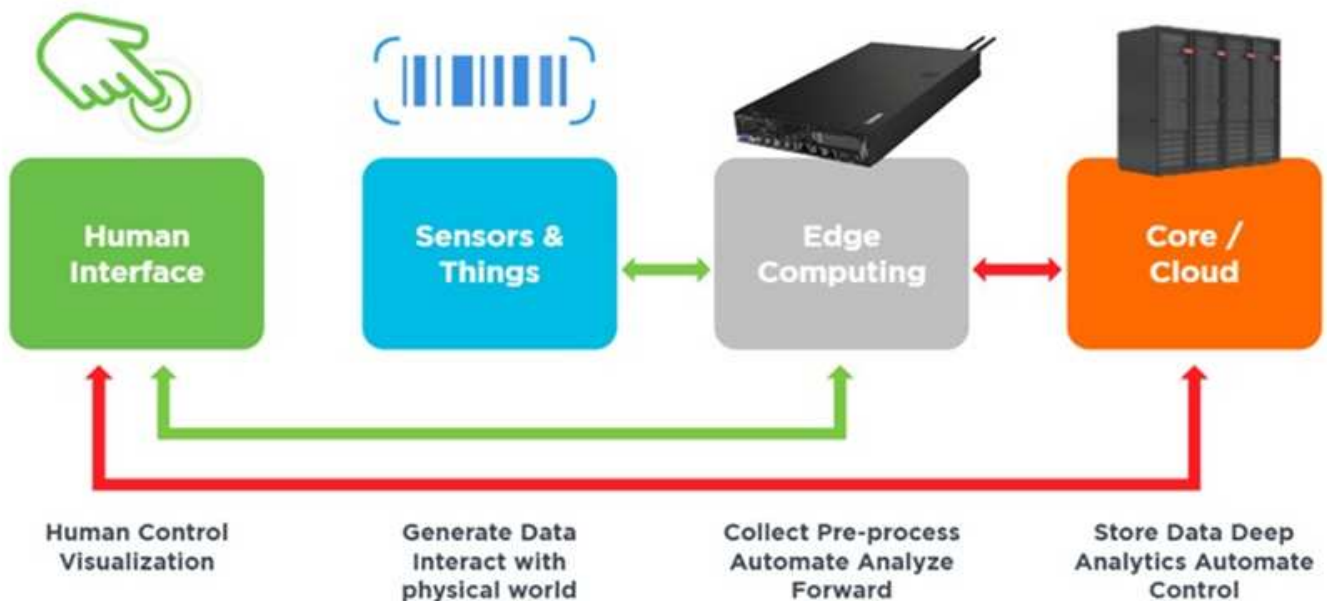 Human
Interface
Sensors &
Things
Edge
Computing
Core /
Cloud
Human Control
Visualization
Generate Data
Interact with
physical world
Collect Pre-process
Automate Analyze
Forward
Store Data Deep
Analytics Automate
Control